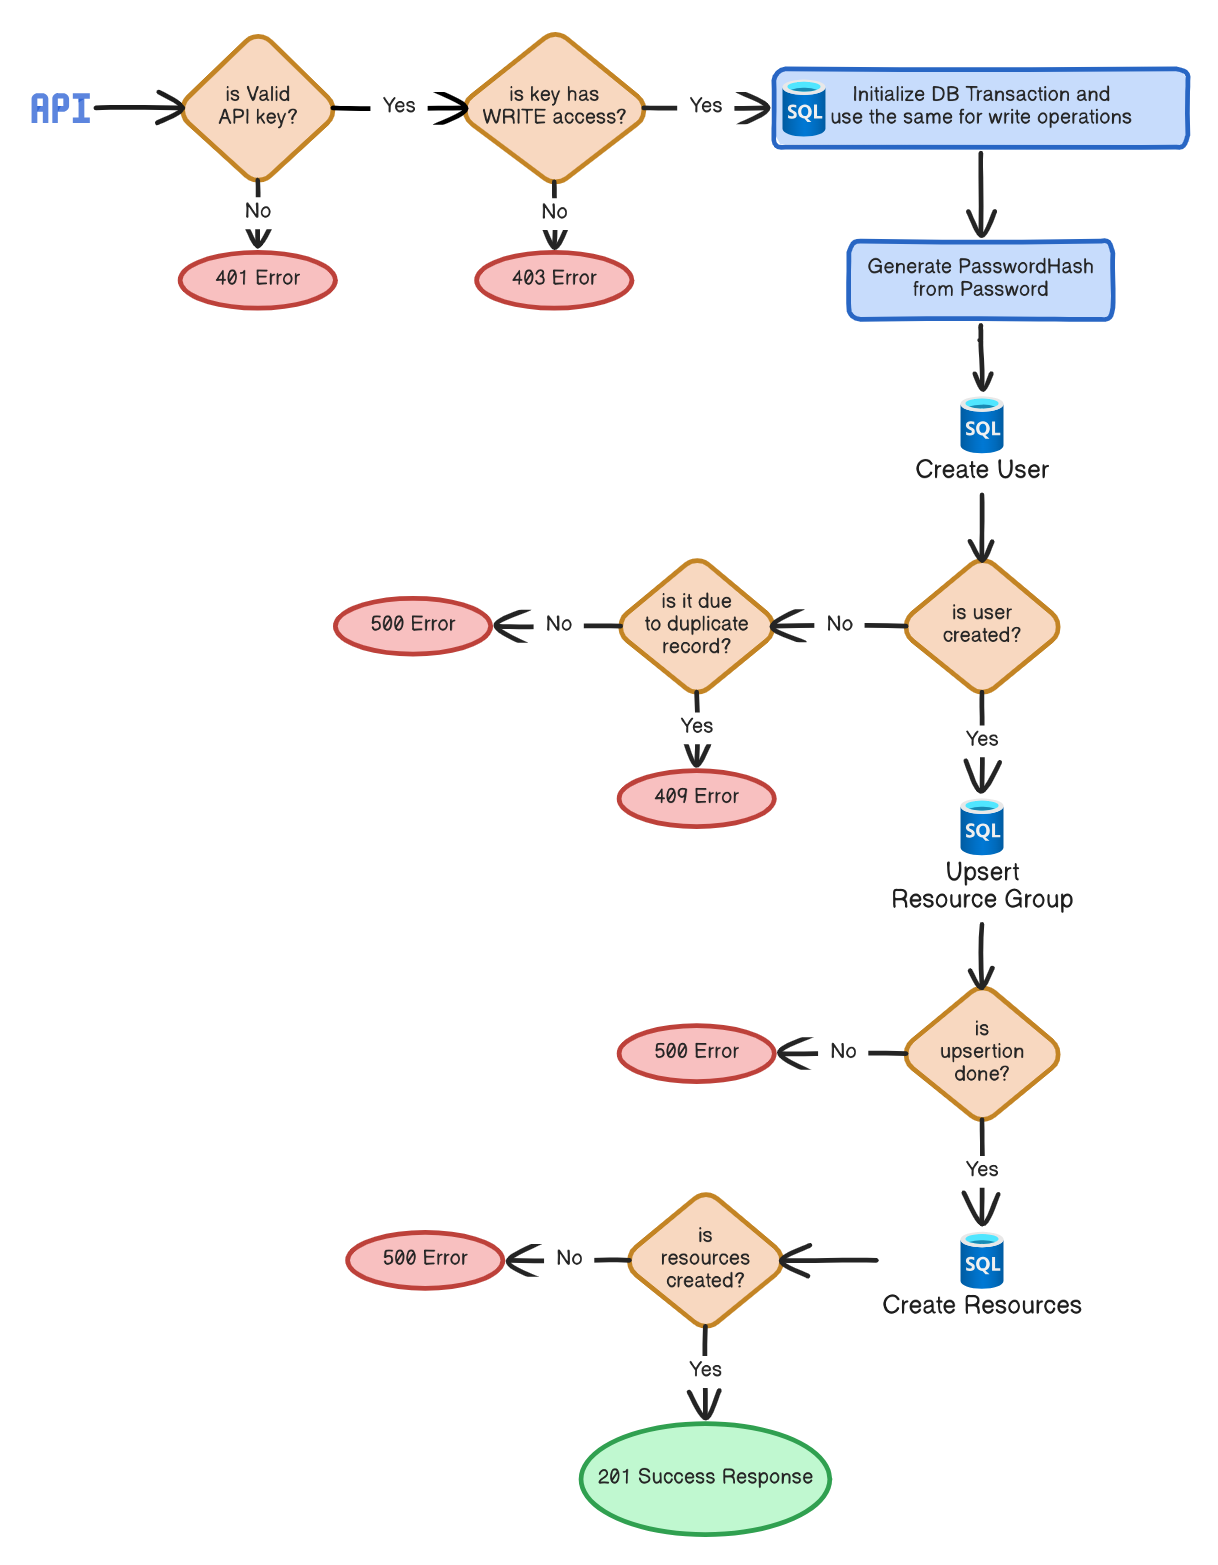 API
is Valid
API key?
Yes
is key has
WRITE access?
Yes
SQL
Initialize DB Transaction and
use the same for write operations
No
No
401 Error
403 Error
Generate PasswordHash
from Password
SQL
Create User
is user
created?
No
is it due
to duplicate
record?
No
500 Error
Yes
409 Error
Yes
SQL
Upsert
Resource Group
is
upsertion
done?
No
500 Error
Yes
SQL
Create Resources
is
resources
created?
No
500 Error
Yes
201 Success Response